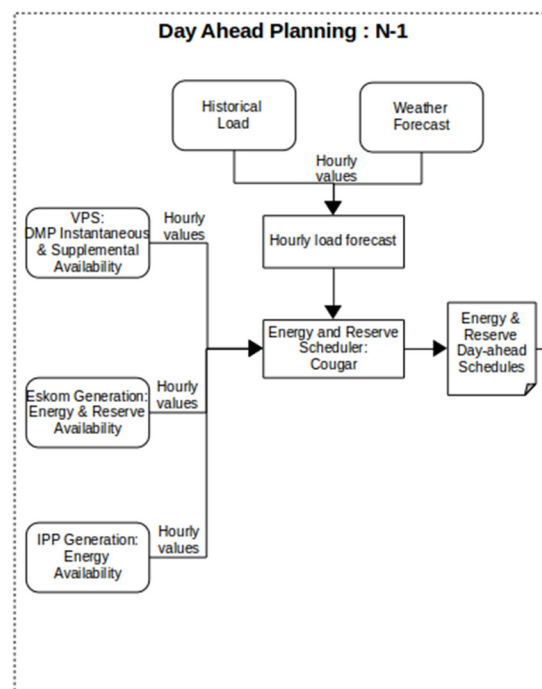 Day Ahead Planning : N-1
Historical
Load
Weather
Forecast
Hourly
values
VPS:
DMP Instantaneous
& Supplemental
Availability
Hourly
values
Hourly load forecast
Energy and Reserve
Scheduler:
Cougar
Energy &
Reserve
Day-ahead
Schedules
Eskom Generation:
Energy & Reserve
Availability
Hourly
values
IPP Generation:
Energy
Availability
Hourly
values